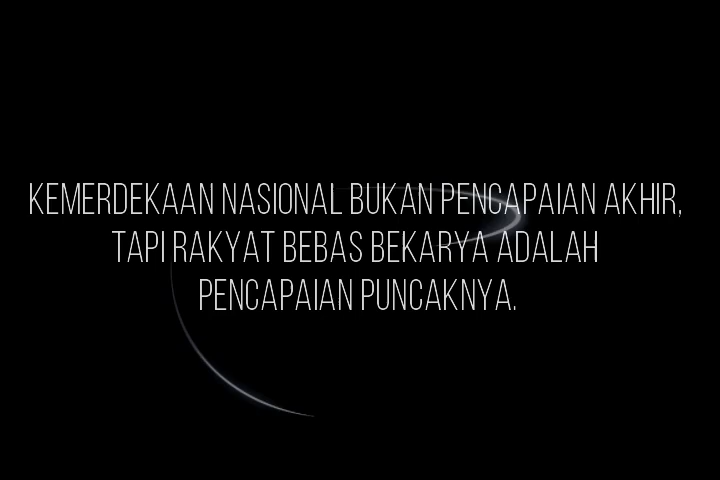 KEMERDEKAAN NASIONAL BUKAN PENCAPAIAN AKHIR,
TAPI RAKYAT BEBAS BEKARYA ADALAH
PENCAPAIAN PUNCAKNYA.